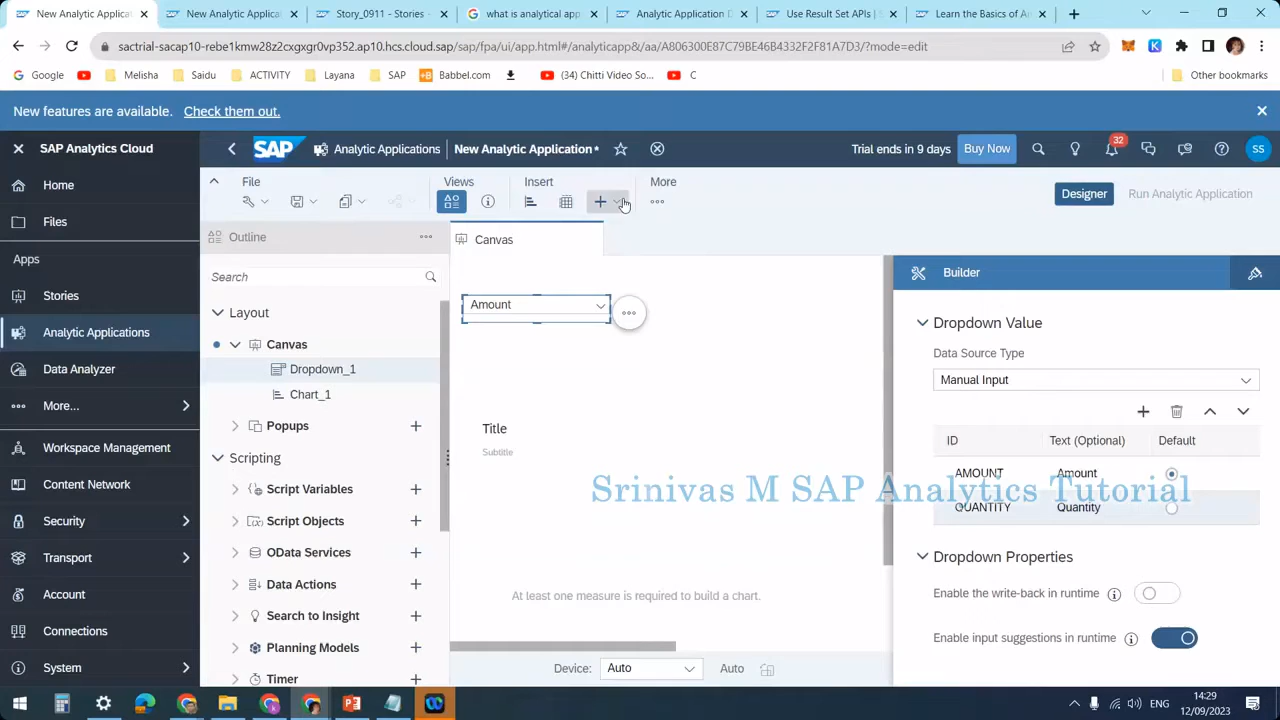 New Analytic Applica
New Analytic Applica
Story_0911 - Stories -
what is analytical app
Analytic Application D
Use Result Set APIs | S
Learn the Basics of An
sactrial-sacap10-rebe1kmw28z2cxgxgr0vp352.ap10.hcs.cloud.sap/sap/fpa/ui/app.html#/analyticapp&/aa/A806300E87C79BE46B4332F2F81A7D3/?mode=edit
Google
Melisha
Saidu
ACTIVITY
Layana
SAP
Babbel.com
(34) Chitti Video So...
C
Other bookmarks
New features are available. Check them out.
SAP Analytics Cloud
SAP
Analytic Applications
New Analytic Application *
Trial ends in 9 days
Buy Now
32
SS
Home
Files
Apps
Stories
Analytic Applications
Data Analyzer
More...
Workspace Management
Content Network
Security
Transport
Account
Connections
System
File
Views
Insert
More
Designer
Run Analytic Application
Outline
Search
Layout
Canvas
Dropdown_1
Chart_1
Popups
Scripting
Script Variables
Script Objects
OData Services
Data Actions
Search to Insight
Planning Models
Timer
Canvas
Amount
Title
Subtitle
At least one measure is required to build a chart.
Device: Auto
Auto
Builder
Dropdown Value
Data Source Type
Manual Input
ID Text (Optional) Default
AMOUNT Amount
QUANTITY Quantity
Srinivas M SAP Analytics Tutorial
Dropdown Properties
Enable the write-back in runtime
Enable input suggestions in runtime
ENG
14:29
12/09/2023